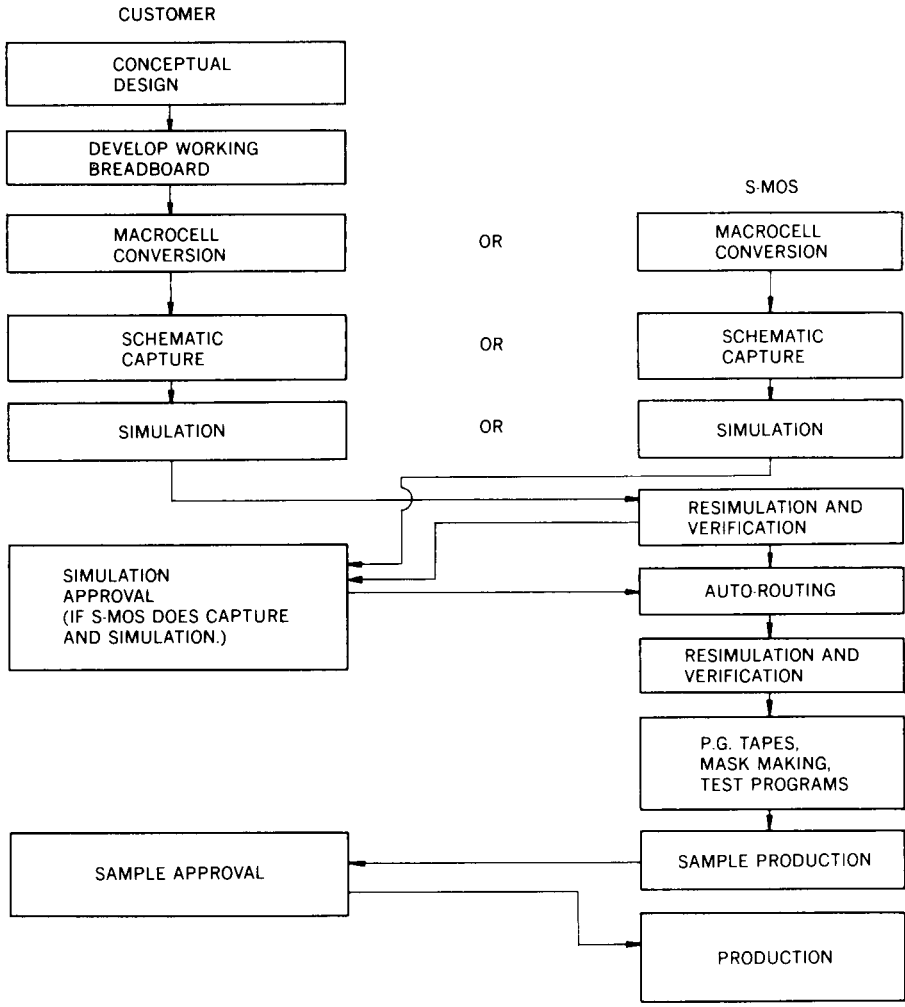 CUSTOMER
CONCEPTUAL
DESIGN
DEVELOP WORKING
BREADBOARD
S-MOS
MACROCELL
CONVERSION
OR
MACROCELL
CONVERSION
SCHEMATIC
CAPTURE
OR
SCHEMATIC
CAPTURE
SIMULATION
OR
SIMULATION
RESIMULATION AND
VERIFICATION
SIMULATION
APPROVAL
(IF S-MOS DOES CAPTURE
AND SIMULATION.)
AUTO-ROUTING
RESIMULATION AND
VERIFICATION
P.G. TAPES,
MASK MAKING,
TEST PROGRAMS
SAMPLE APPROVAL
SAMPLE PRODUCTION
PRODUCTION